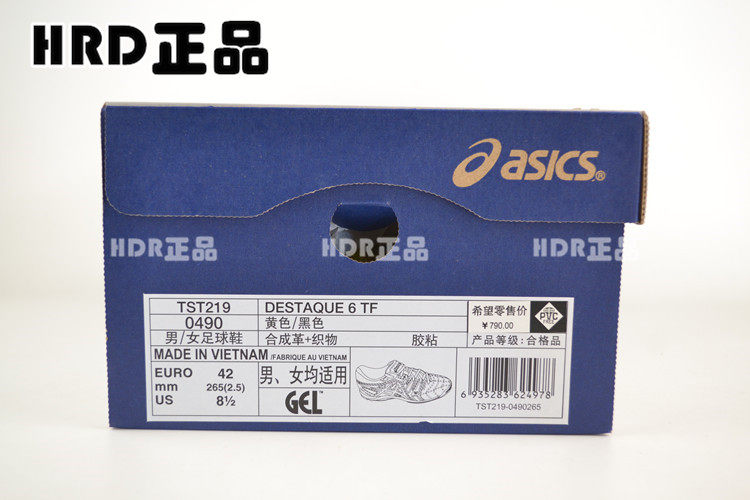 HRD正品
asics®
HDR正品 HDR正品 HDR正品
TST219 DESTAQUE 6 TF 希望零售价
¥790.00
0490 黄色/黑色
男/女足球鞋 合成革+织物 胶粘 产品等级:合格品
PVC
MADE IN VIETNAM /FABRIQUE AU VIETNAM
EURO 42 男、女均适用
mm 265(2.5)
US 8½ GEL™
6 935283 624978
TST219-0490265